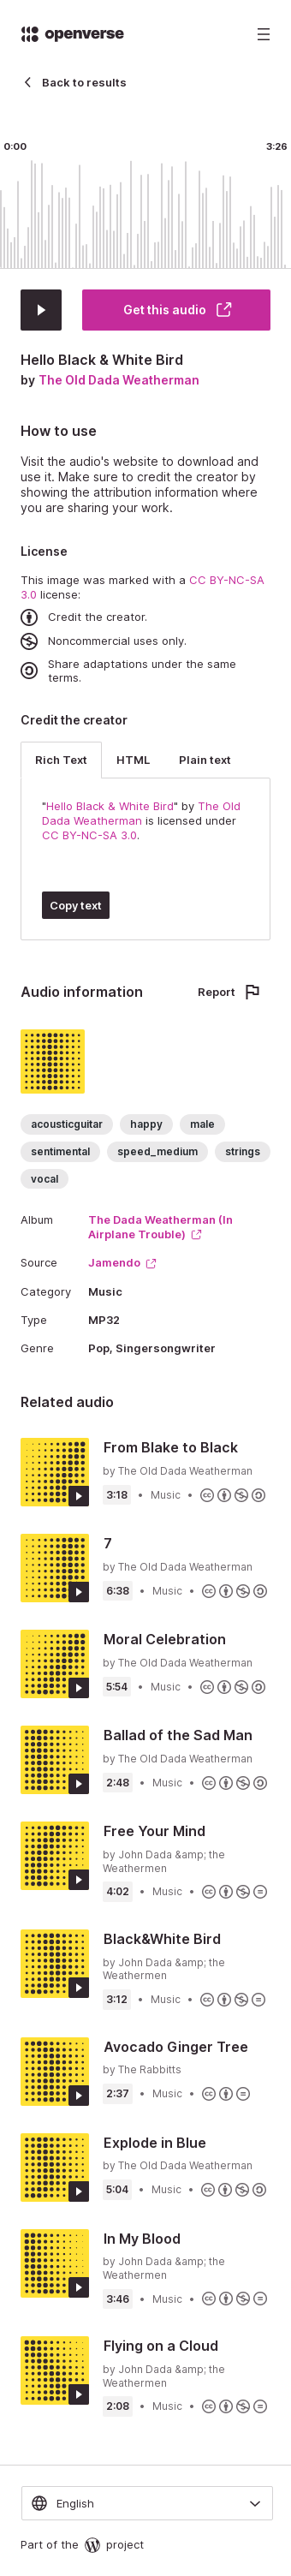 openverse
Back to results
0:00 3:26
Get this audio
Hello Black & White Bird
by The Old Dada Weatherman
How to use
Visit the audio's website to download and
use it. Make sure to credit the creator by
showing the attribution information where
you are sharing your work.
License
This image was marked with a CC BY-NC-SA
3.0 license:
Credit the creator.
Noncommercial uses only.
Share adaptations under the same
terms.
Credit the creator
Rich Text HTML Plain text
"Hello Black & White Bird" by The Old
Dada Weatherman is licensed under
CC BY-NC-SA 3.0.
Copy text
Audio information Report
acousticguitar happy male
sentimental speed_medium strings
vocal
Album The Dada Weatherman (In
Airplane Trouble)
Source Jamendo
Category Music
Type MP32
Genre Pop, Singersongwriter
Related audio
From Blake to Black
by The Old Dada Weatherman
3:18 • Music •
7
by The Old Dada Weatherman
6:38 • Music •
Moral Celebration
by The Old Dada Weatherman
5:54 • Music •
Ballad of the Sad Man
by The Old Dada Weatherman
2:48 • Music •
Free Your Mind
by John Dada &amp; the
Weathermen
4:02 • Music •
Black&White Bird
by John Dada &amp; the
Weathermen
3:12 • Music •
Avocado Ginger Tree
by The Rabbitts
2:37 • Music •
Explode in Blue
by The Old Dada Weatherman
5:04 • Music •
In My Blood
by John Dada &amp; the
Weathermen
3:46 • Music •
Flying on a Cloud
by John Dada &amp; the
Weathermen
2:08 • Music •
English
Part of the project